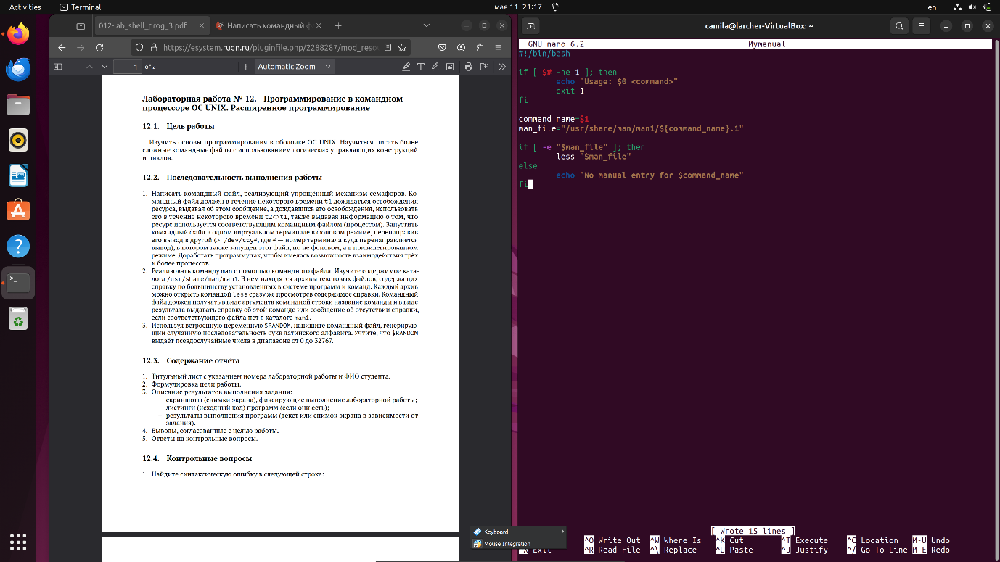 Activities
Terminal
мая 11 21:17
en
012-lab_shell_prog_3.pdf
Написать командный ф
https://esystem.rudn.ru/pluginfile.php/2288287/mod_reso
1 of 2
Automatic Zoom
Лабораторная работа № 12. Программирование в командном
процессоре ОС UNIX. Расширенное программирование
12.1. Цель работы
Изучить основы программирования в оболочке ОС UNIX. Научиться писать более
сложные командные файлы с использованием логических управляющих конструкций
и циклов.
12.2. Последовательность выполнения работы
1. Написать командный файл, реализующий упрощённый механизм семафоров. Ко-
мандный файл должен в течение некоторого времени t1 дожидаться освобождения
ресурса, выдавая об этом сообщение, а дождавшись его освобождения, использовать
его в течение некоторого времени t2<>t1, также выдавая информацию о том, что
ресурс используется соответствующим командным файлом (процессом). Запустить
командный файл в одном виртуальном терминале в фоновом режиме, перенаправив
его вывод в другой (> /dev/tty#, где # — номер терминала куда перенаправляется
вывод), в котором также запущен этот файл, но не фоновом, а в привилегированном
режиме. Доработать программу так, чтобы имелась возможность взаимодействия трёх
и более процессов.
2. Реализовать команду man с помощью командного файла. Изучите содержимое ката-
лога /usr/share/man/man1. В нем находятся архивы текстовых файлов, содержащих
справку по большинству установленных в системе программ и команд. Каждый архив
можно открыть командой less сразу же просмотрев содержимое справки. Командный
файл должен получать в виде аргумента командной строки название команды и в виде
результата выдавать справку об этой команде или сообщение об отсутствии справки,
если соответствующего файла нет в каталоге man1.
3. Используя встроенную переменную $RANDOM, напишите командный файл, генерирую-
щий случайную последовательность букв латинского алфавита. Учтите, что $RANDOM
выдаёт псевдослучайные числа в диапазоне от 0 до 32767.
12.3. Содержание отчёта
1. Титульный лист с указанием номера лабораторной работы и ФИО студента.
2. Формулировка цели работы.
3. Описание результатов выполнения задания:
– скриншоты (снимки экрана), фиксирующие выполнение лабораторной работы;
– листинги (исходный код) программ (если они есть);
– результаты выполнения программ (текст или снимок экрана в зависимости от
задания).
4. Выводы, согласованные с целью работы.
5. Ответы на контрольные вопросы.
12.4. Контрольные вопросы
1. Найдите синтаксическую ошибку в следующей строке:
Keyboard
Mouse Integration
camila@larcher-VirtualBox: ~
GNU nano 6.2 Mymanual
#!/bin/bash
if [ $# -ne 1 ]; then
echo "Usage: $0 <command>"
exit 1
fi
command_name=$1
man_file="/usr/share/man/man1/${command_name}.1"
if [ -e "$man_file" ]; then
less "$man_file"
else
echo "No manual entry for $command_name"
fi
[ Wrote 15 lines ]
^O Write Out ^W Where Is ^K Cut ^T Execute ^C Location M-U Undo
^X Exit ^R Read File ^\ Replace ^U Paste ^J Justify ^/ Go To Line M-E Redo